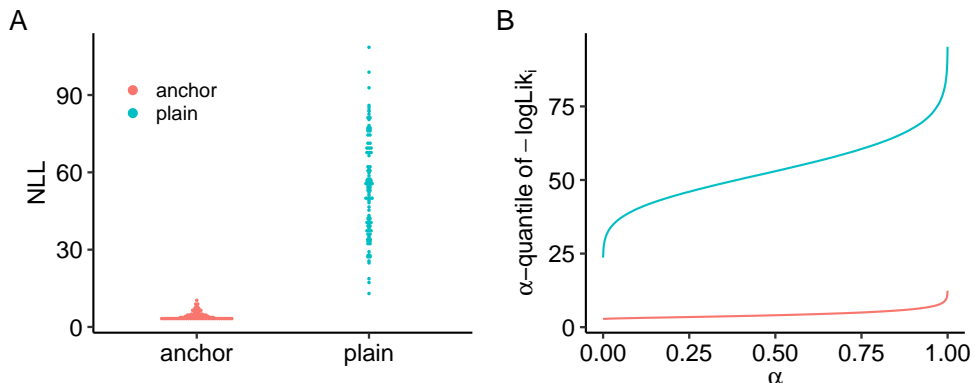 A
NLL
90
60
30
0
anchor
plain
anchor
plain
B
α−quantile of −logLikᵢ
75
50
25
0
0.00 0.25 0.50 0.75 1.00
α